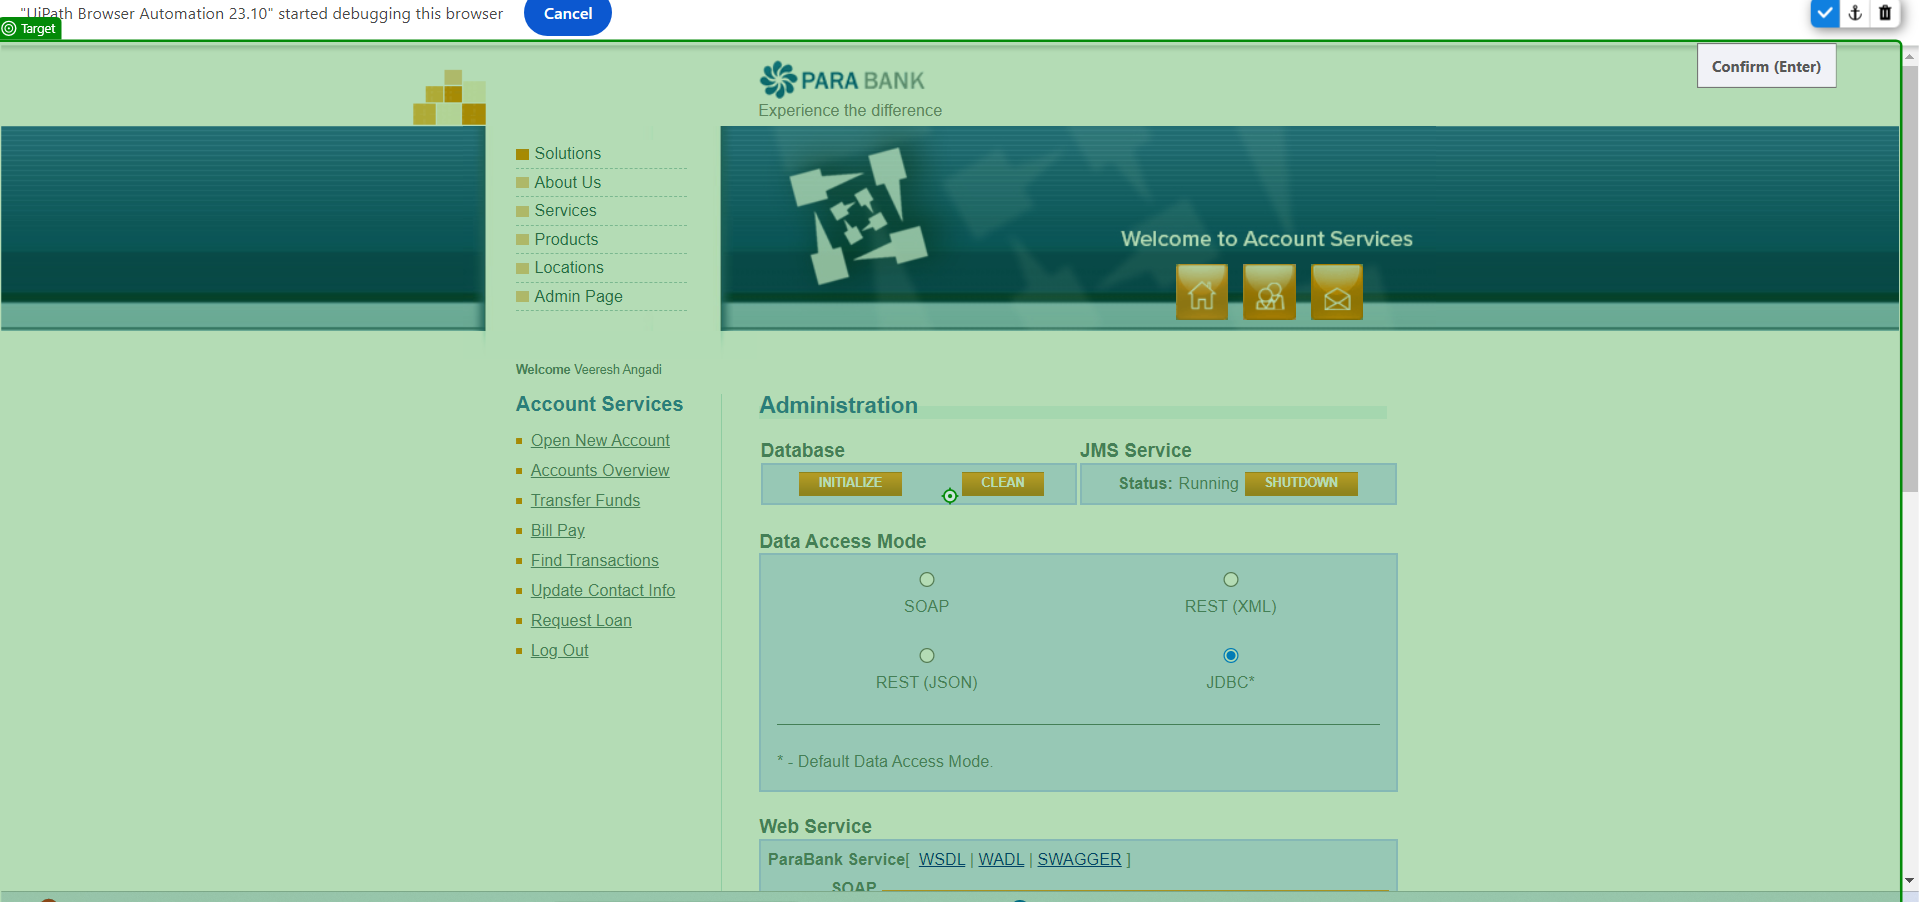 "UiPath Browser Automation 23.10" started debugging this browser
Cancel
Target
Confirm (Enter)
PARA BANK
Experience the difference
Solutions
About Us
Services
Products
Locations
Admin Page
Welcome to Account Services
Welcome Veeresh Angadi
Account Services
Open New Account
Accounts Overview
Transfer Funds
Bill Pay
Find Transactions
Update Contact Info
Request Loan
Log Out
Administration
Database
INITIALIZE
CLEAN
JMS Service
Status: Running
SHUTDOWN
Data Access Mode
SOAP
REST (XML)
REST (JSON)
JDBC*
* - Default Data Access Mode.
Web Service
ParaBank Service[ WSDL | WADL | SWAGGER ]
SOAP